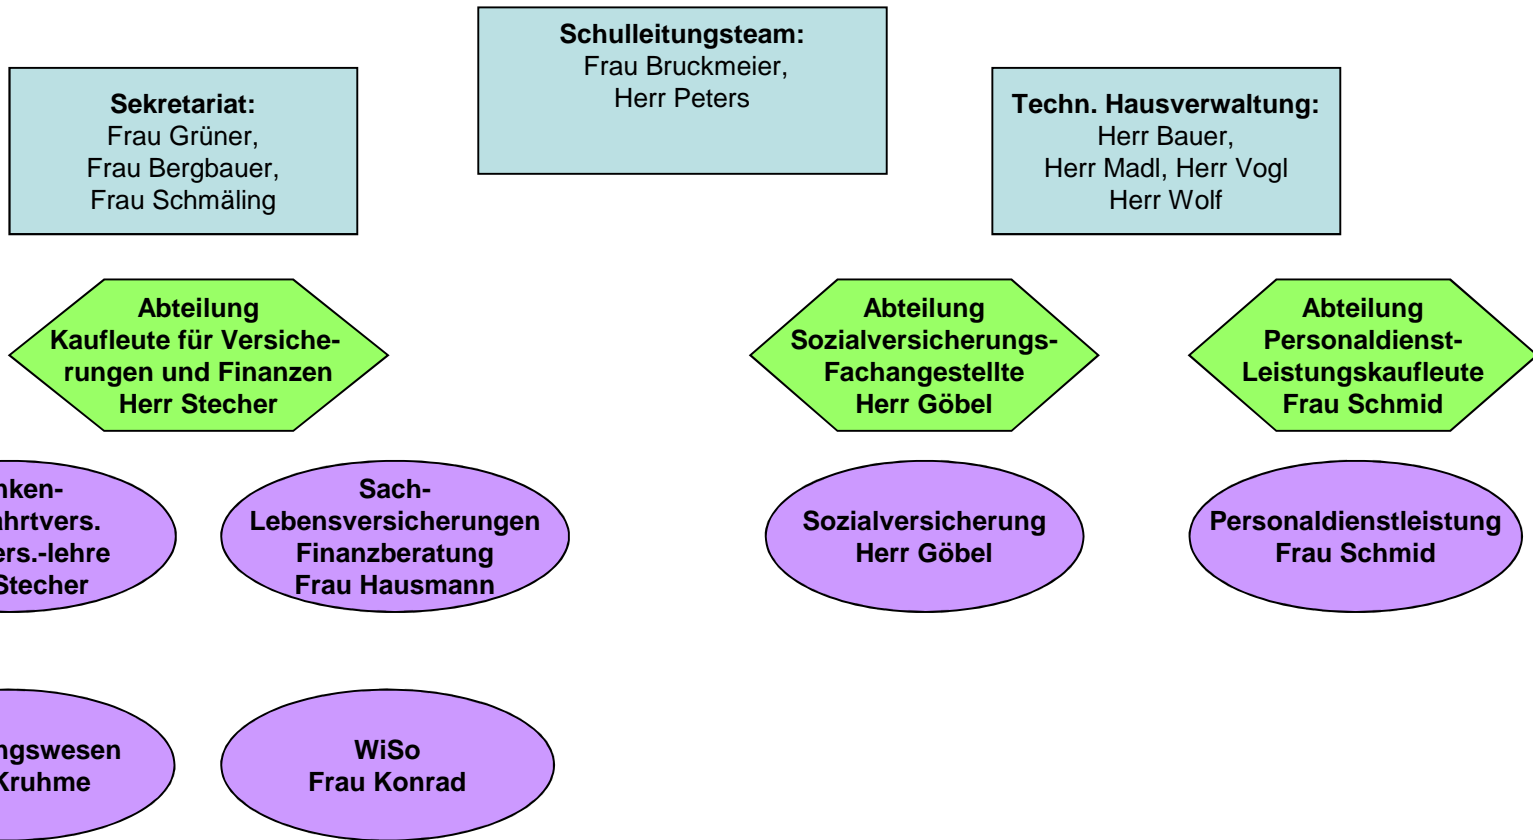 Schulleitungsteam:
Frau Bruckmeier,
Herr Peters
Sekretariat:
Frau Grüner,
Frau Bergbauer,
Frau Schmäling
Techn. Hausverwaltung:
Herr Bauer,
Herr Madl, Herr Vogl
Herr Wolf
Abteilung
Kaufleute für Versiche-
rungen und Finanzen
Herr Stecher
Abteilung
Sozialversicherungs-
Fachangestellte
Herr Göbel
Abteilung
Personaldienst-
Leistungskaufleute
Frau Schmid
Stecher
Sach-
Lebensversicherungen
Finanzberatung
Frau Hausmann
Sozialversicherung
Herr Göbel
Personaldienstleistung
Frau Schmid
Kruhme
WiSo
Frau Konrad